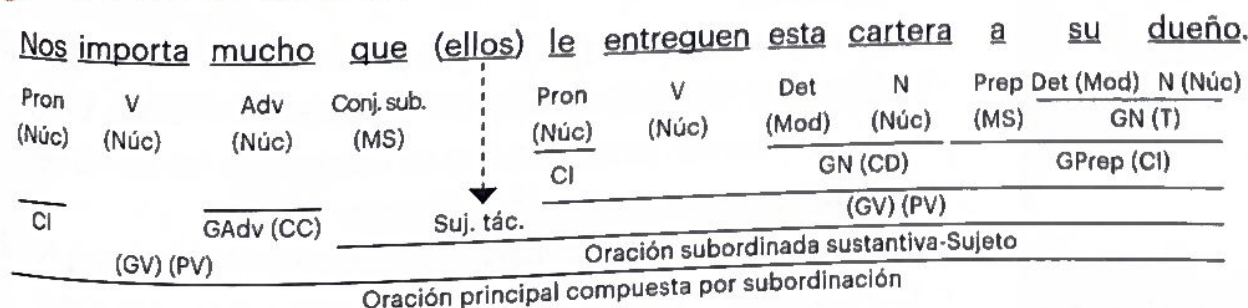 Nos importa mucho que (ellos) le entreguen esta cartera a su dueño.
Pron V Adv Conj. sub. Pron V Det N Prep Det (Mod) N (Núc)
(Núc) (Núc) (Núc) (MS) (Núc) (Núc) (Mod) (Núc) (MS) GN (T)
CI GN (CD) GPrep (CI)
CI GAdv (CC) Suj. tác. (GV) (PV)
(GV) (PV) Oración subordinada sustantiva-Sujeto
Oración principal compuesta por subordinación